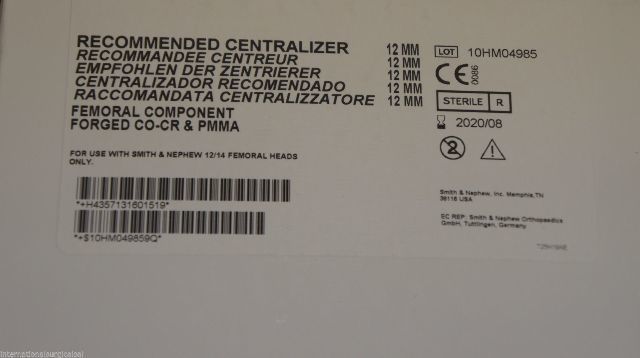 RECOMMENDED CENTRALIZER 12 MM
RECOMMANDEE CENTREUR 12 MM
EMPFOHLEN DER ZENTRIERER 12 MM
CENTRALIZADOR RECOMENDADO 12 MM
RACCOMANDATA CENTRALIZZATORE 12 MM
FEMORAL COMPONENT
FORGED CO-CR & PMMA
FOR USE WITH SMITH & NEPHEW 12/14 FEMORAL HEADS
ONLY.
*+H4357131601519*
*+$10HM049859Q*
LOT 10HM04985
CE 0086
STERILE R
2020/08
2
Smith & Nephew, Inc. Memphis,TN
38116 USA
EC REP: Smith & Nephew Orthopaedics
GmbH, Tuttlingen, Germany